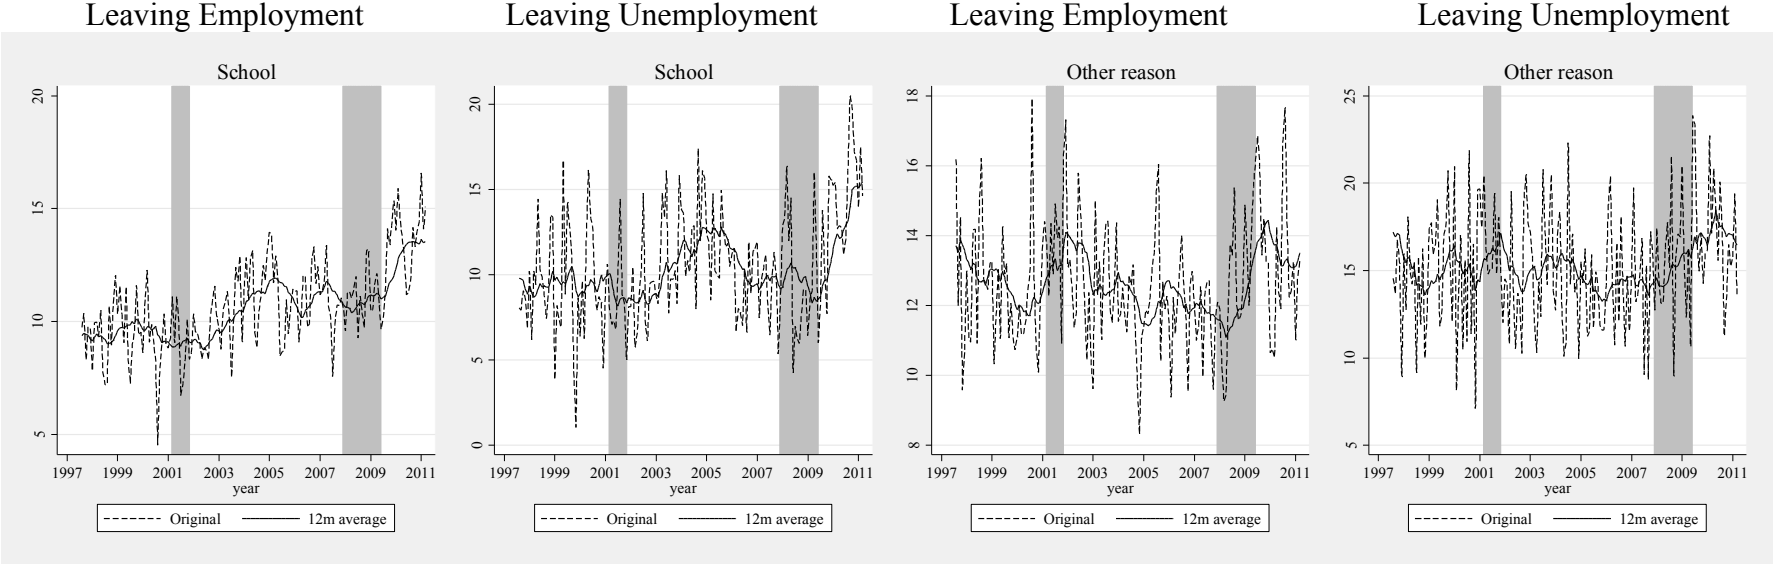 Leaving Employment
Leaving Unemployment
Leaving Employment
Leaving Unemployment
School
20
15
10
5
1997 1999 2001 2003 2005 2007 2009 2011
year
Original 12m average
School
20
15
10
5
0
1997 1999 2001 2003 2005 2007 2009 2011
year
Original 12m average
Other reason
18
16
14
12
10
8
1997 1999 2001 2003 2005 2007 2009 2011
year
Original 12m average
Other reason
25
20
15
10
5
1997 1999 2001 2003 2005 2007 2009 2011
year
Original 12m average